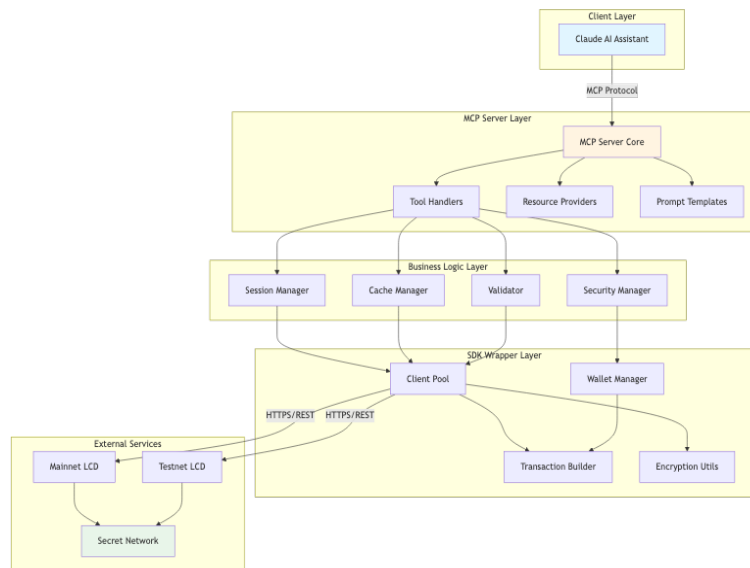 Client Layer
Claude AI Assistant
MCP Protocol
MCP Server Layer
MCP Server Core
Tool Handlers
Resource Providers
Prompt Templates
Business Logic Layer
Session Manager
Cache Manager
Validator
Security Manager
SDK Wrapper Layer
Client Pool
Wallet Manager
HTTPS/REST
HTTPS/REST
External Services
Mainnet LCD
Testnet LCD
Transaction Builder
Encryption Utils
Secret Network